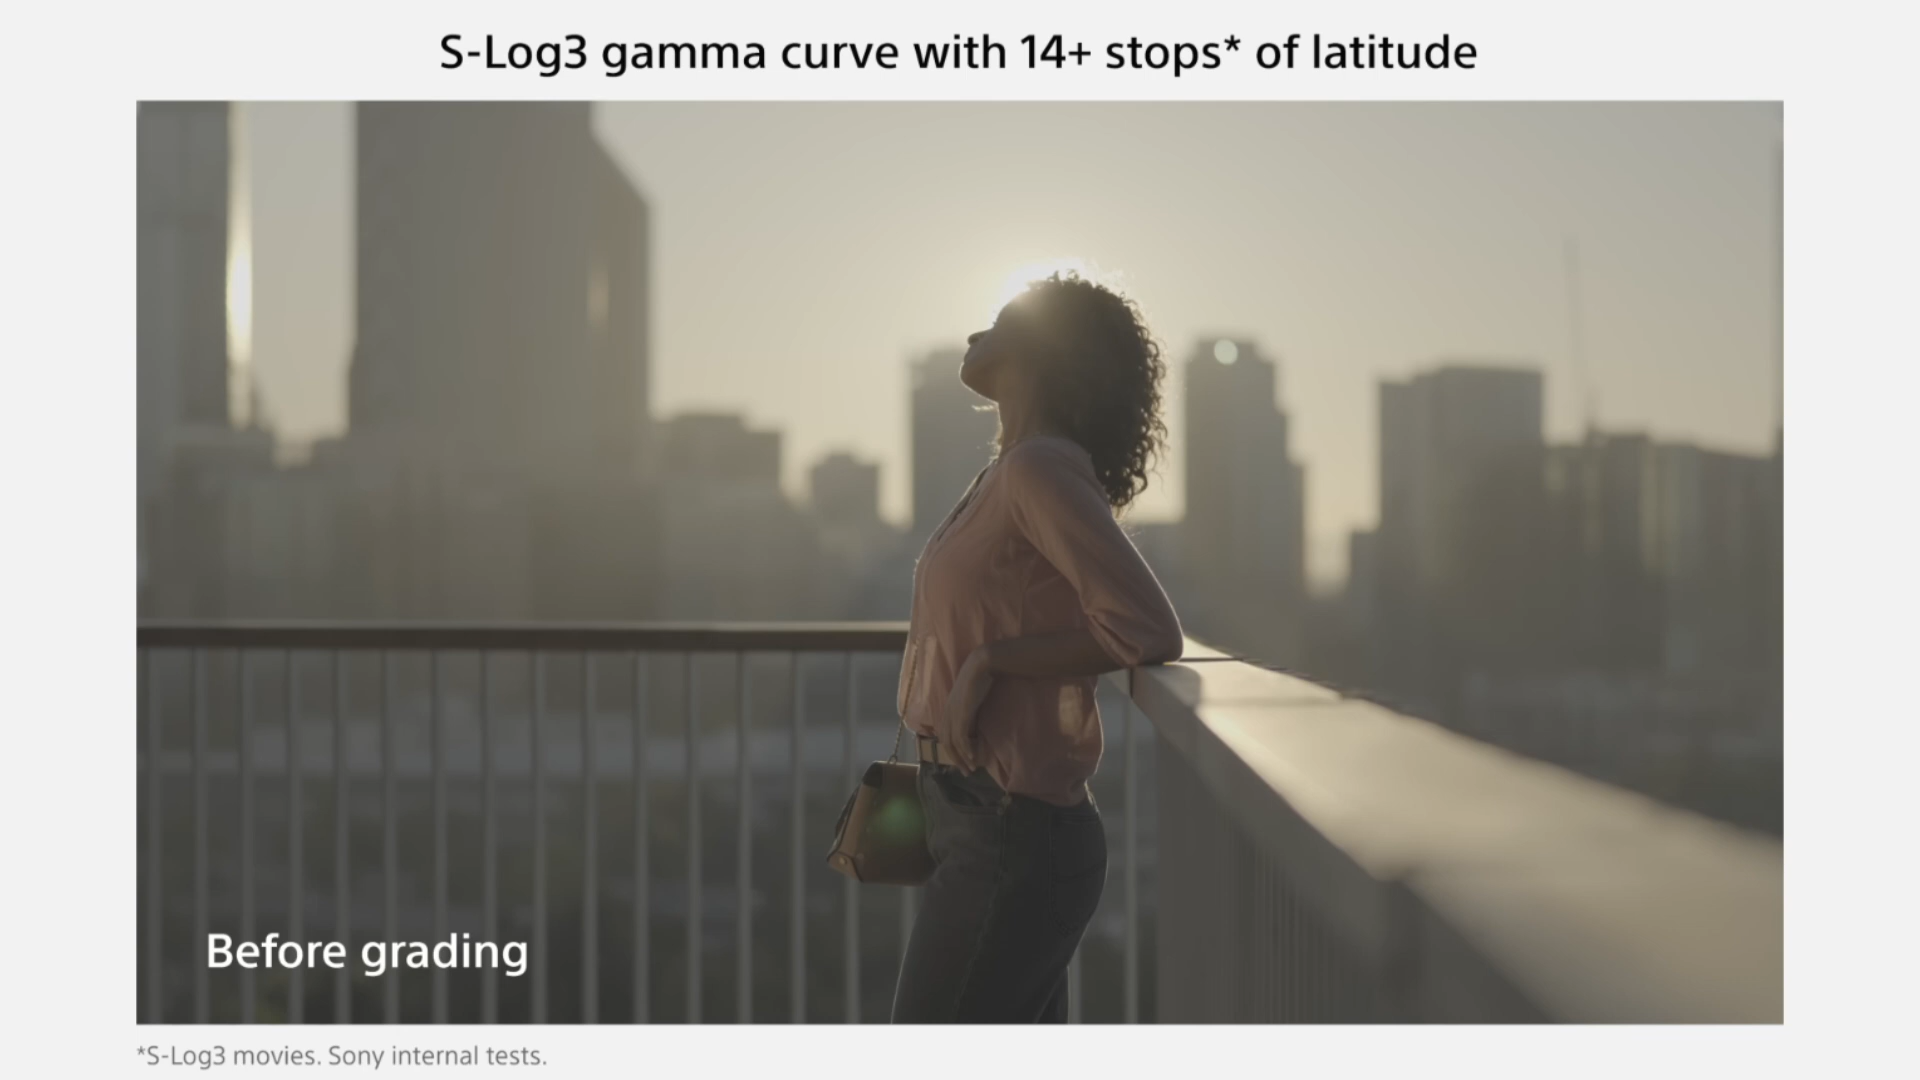 S-Log3 gamma curve with 14+ stops* of latitude
Before grading
*S-Log3 movies. Sony internal tests.